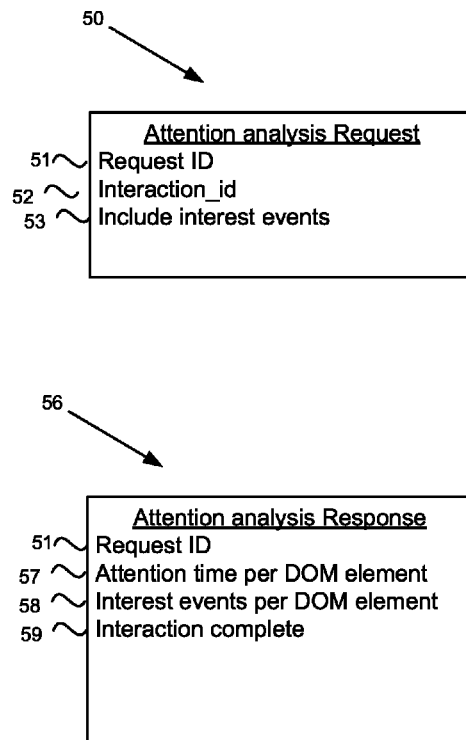 50
Attention analysis Request
51 Request ID
52 Interaction_id
53 Include interest events
56
Attention analysis Response
51 Request ID
57 Attention time per DOM element
58 Interest events per DOM element
59 Interaction complete